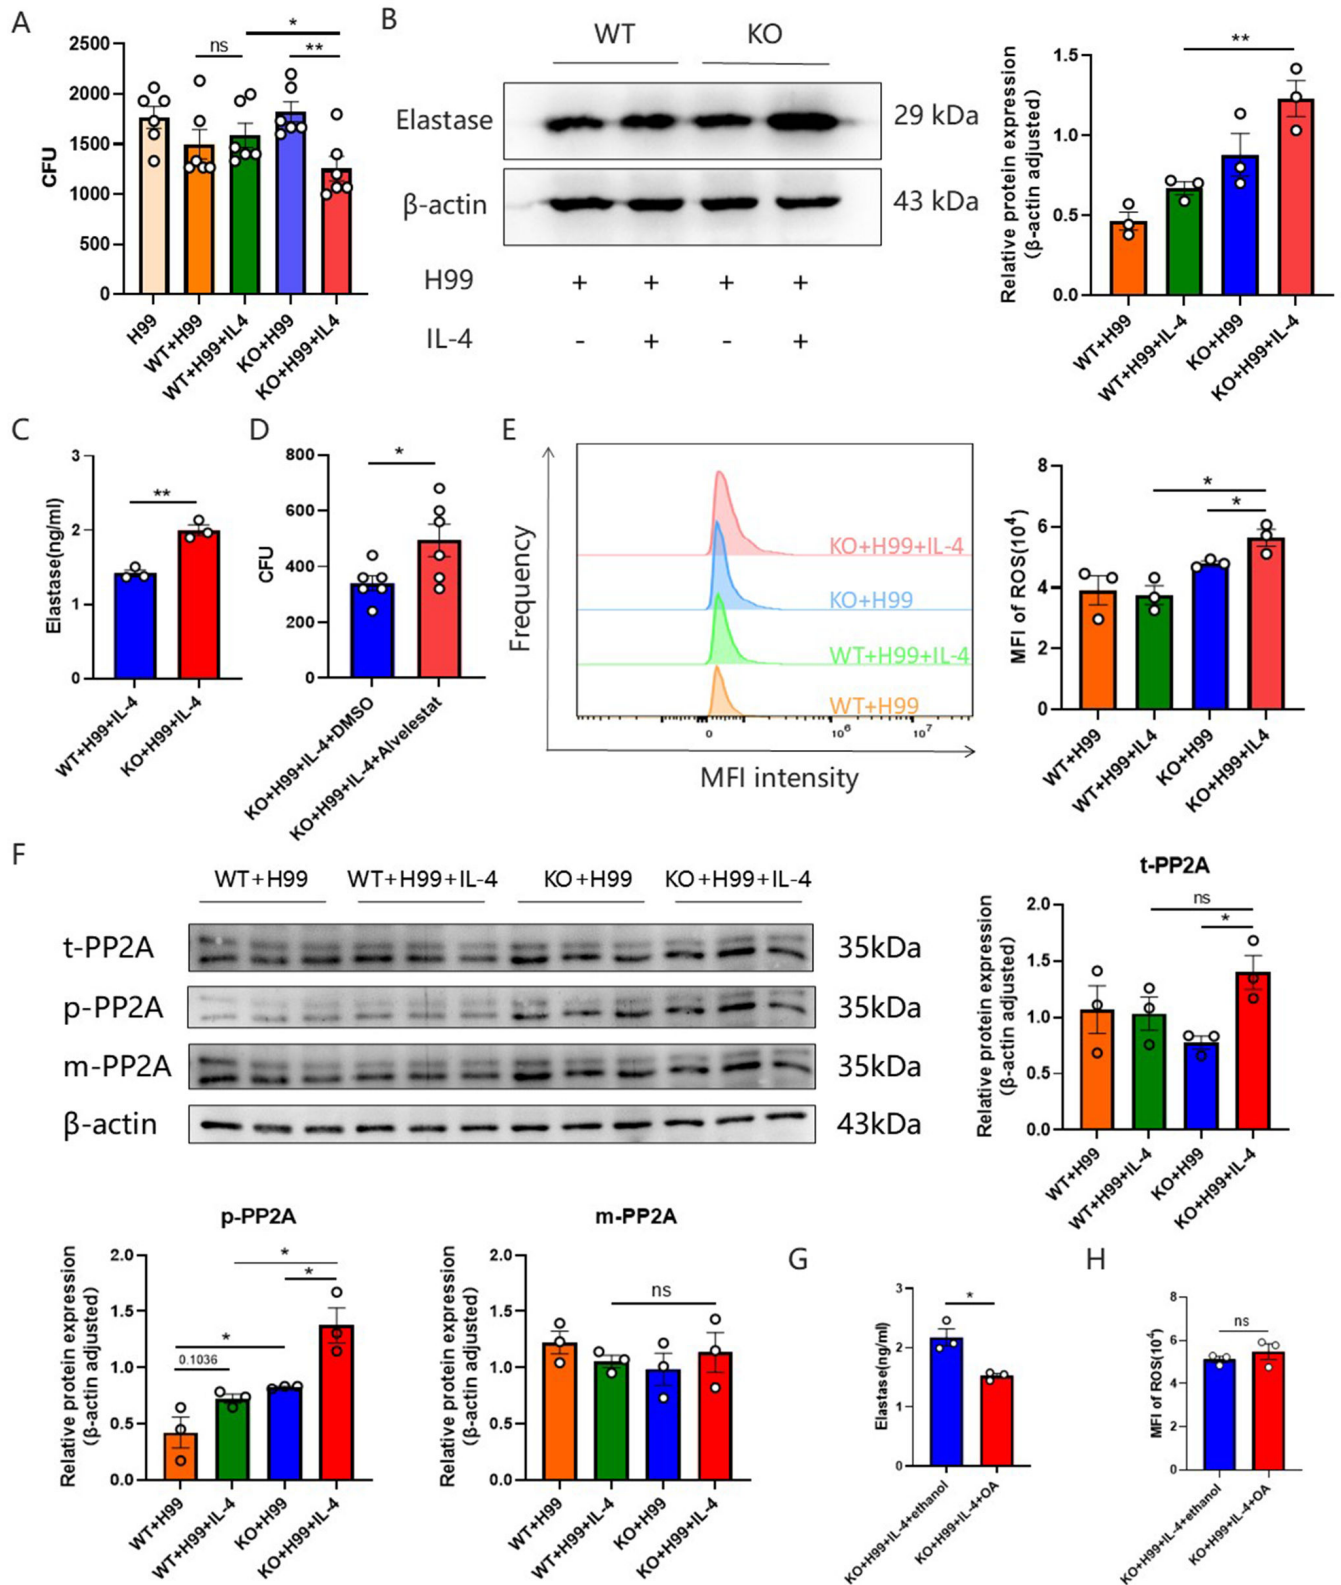 A
CFU
2500
2000
1500
1000
500
0
ns
*
**
H99
WT+H99
WT+H99+IL4
KO+H99
KO+H99+IL4
B
WT
KO
Elastase
29 kDa
β-actin
43 kDa
H99
+ + + +
IL-4
- + - +
Relative protein expression
(β-actin adjusted)
1.5
1.0
0.5
0.0
**
WT+H99
WT+H99+IL-4
KO+H99
KO+H99+IL-4
C
Elastase(ng/ml)
3
2
1
0
**
WT+H99+IL-4
KO+H99+IL-4
D
CFU
800
600
400
200
0
*
KO+H99+IL-4+DMSO
KO+H99+IL-4+Alvelestat
E
Frequency
KO+H99+IL-4
KO+H99
WT+H99+IL-4
WT+H99
0 10⁶ 10⁷
MFI intensity
MFI of ROS(10⁴)
8
6
4
2
0
*
*
WT+H99
WT+H99+IL4
KO+H99
KO+H99+IL4
F
WT+H99 WT+H99+IL-4 KO+H99 KO+H99+IL-4
t-PP2A 35kDa
p-PP2A 35kDa
m-PP2A 35kDa
β-actin 43kDa
t-PP2A
Relative protein expression
(β-actin adjusted)
2.0
1.5
1.0
0.5
0.0
ns
*
WT+H99
WT+H99+IL-4
KO+H99
KO+H99+IL-4
p-PP2A
Relative protein expression
(β-actin adjusted)
2.0
1.5
1.0
0.5
0.0
*
*
*
0.1036
WT+H99
WT+H99+IL-4
KO+H99
KO+H99+IL-4
m-PP2A
Relative protein expression
(β-actin adjusted)
2.0
1.5
1.0
0.5
0.0
ns
WT+H99
WT+H99+IL-4
KO+H99
KO+H99+IL-4
G
Elastase(ng/ml)
3
2
1
0
*
KO+H99+IL-4+ethanol
KO+H99+IL-4+OA
H
MFI of ROS(10⁴)
8
6
4
2
0
ns
KO+H99+IL-4+ethanol
KO+H99+IL-4+OA